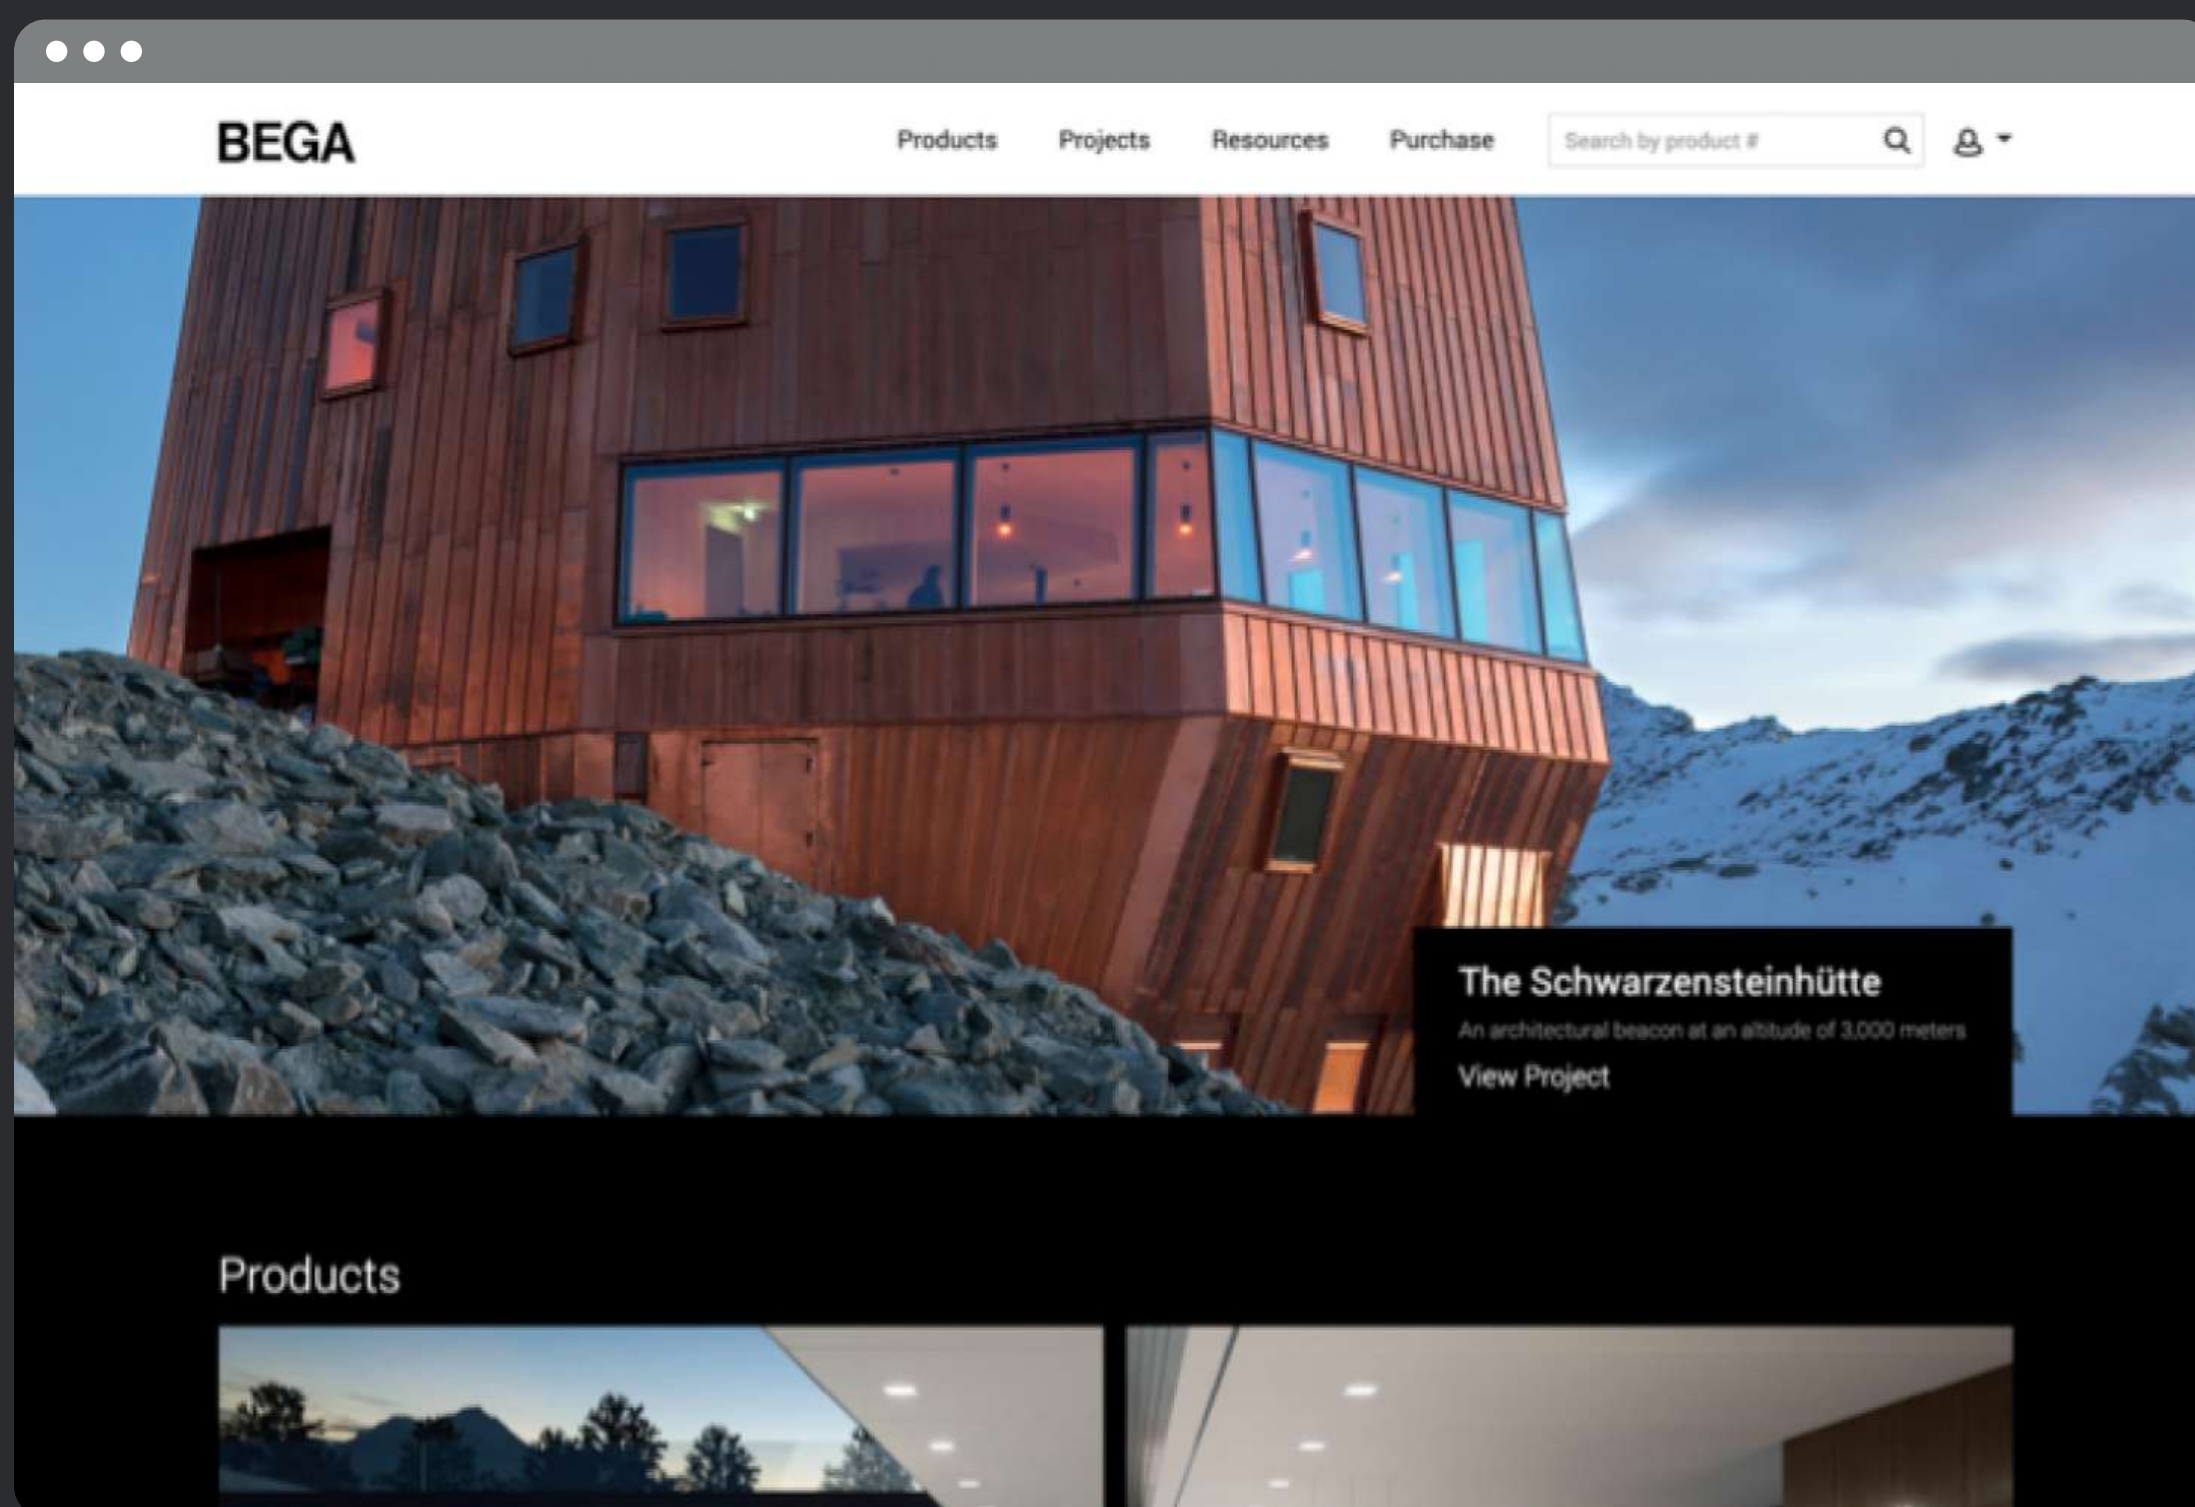 BEGA
Products Projects Resources Purchase Search by product #
The Schwarzensteinhütte
An architectural beacon at an altitude of 3,000 meters
View Project
Products